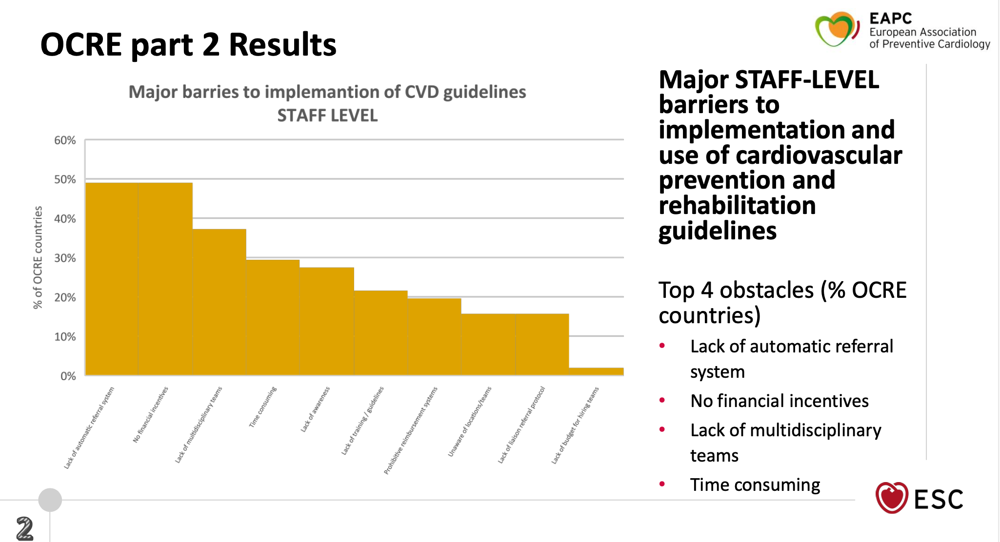 OCRE part 2 Results
EAPC
European Association
of Preventive Cardiology
Major barries to implemantion of CVD guidelines
STAFF LEVEL
% of OCRE countries
60%
50%
40%
30%
20%
10%
0%
Lack of automatic referral system
No financial incentives
Lack of multidisciplinary teams
Time consuming
Lack of awareness
Lack of training / guidelines
Prohibitive reimbursement systems
Unaware of locations/teams
Lack of liaison referral protocol
Lack of budget for hiring teams
Major STAFF-LEVEL
barriers to
implementation and
use of cardiovascular
prevention and
rehabilitation
guidelines
Top 4 obstacles (% OCRE
countries)
• Lack of automatic referral
system
• No financial incentives
• Lack of multidisciplinary
teams
• Time consuming
ESC
2